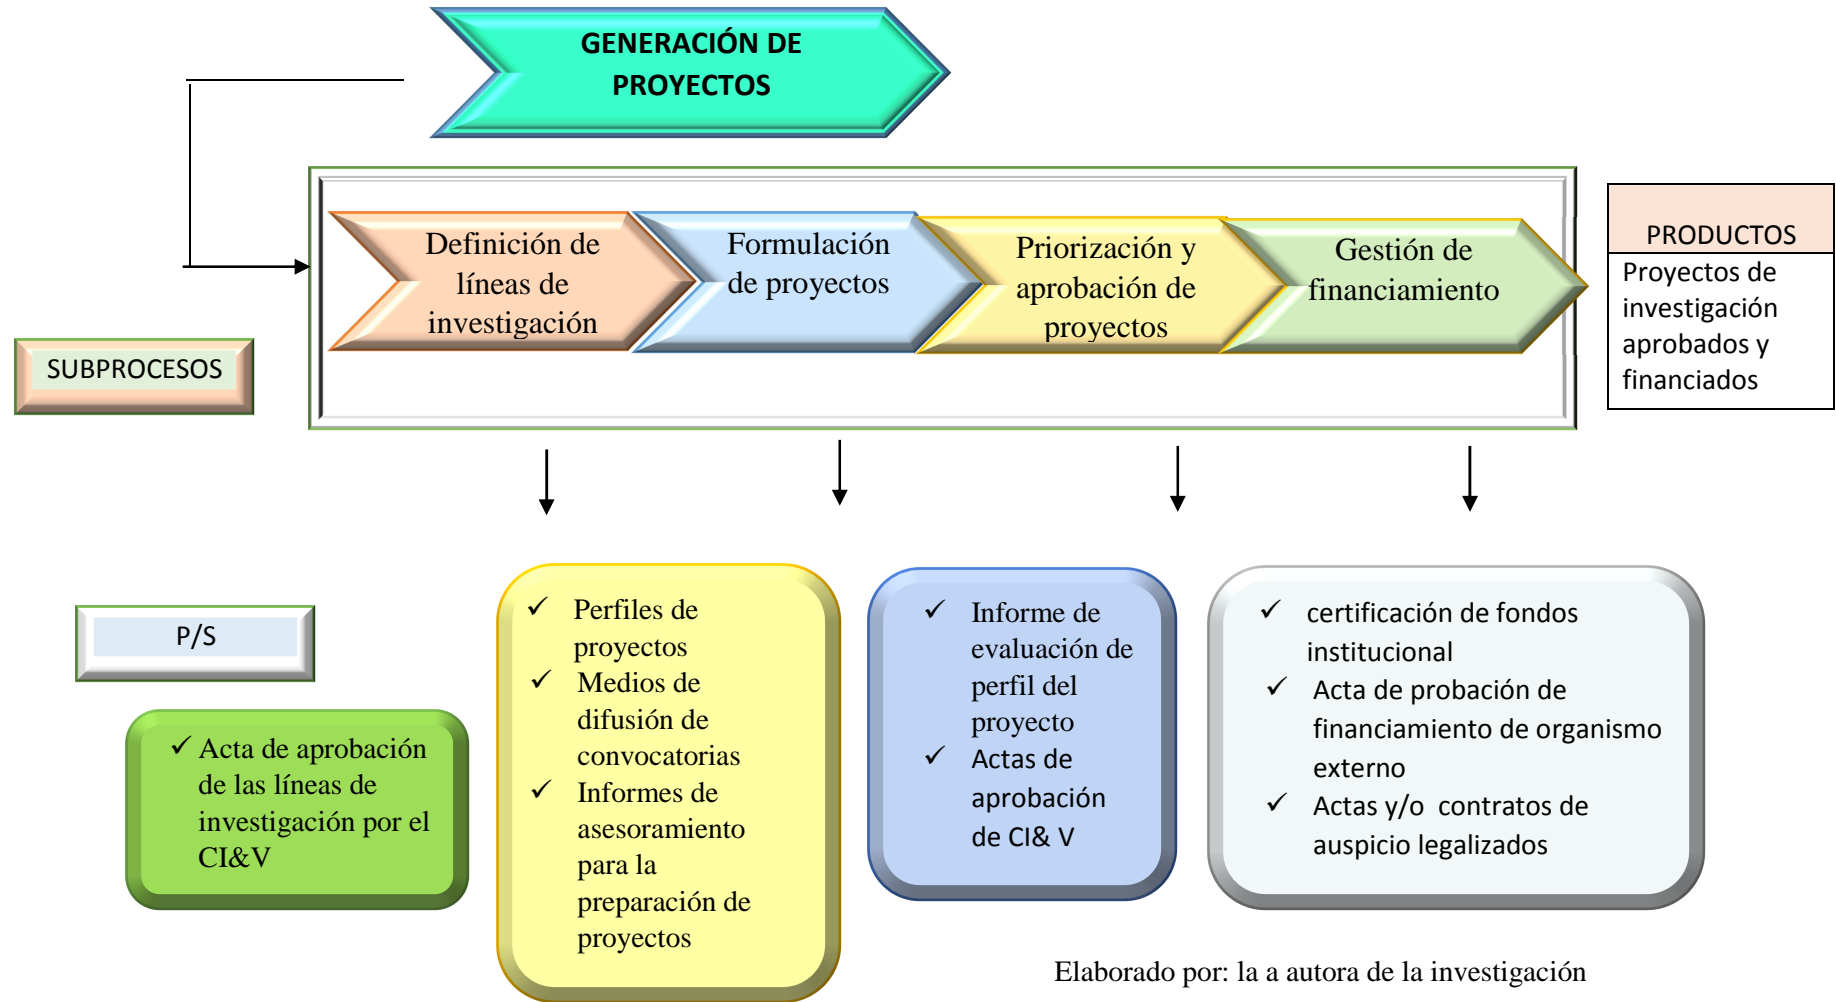 GENERACIÓN DE
PROYECTOS
Definición de
líneas de
investigación
Formulación
de proyectos
Priorización y
aprobación de
proyectos
Gestión de
financiamiento
PRODUCTOS
Proyectos de
investigación
aprobados y
financiados
SUBPROCESOS
P/S
✓ Acta de aprobación
de las líneas de
investigación por el
CI&V
✓ Perfiles de
proyectos
✓ Medios de
difusión de
convocatorias
✓ Informes de
asesoramiento
para la
preparación de
proyectos
✓ Informe de
evaluación de
perfil del
proyecto
✓ Actas de
aprobación
de CI& V
✓ certificación de fondos
institucional
✓ Acta de probación de
financiamiento de organismo
externo
✓ Actas y/o contratos de
auspicio legalizados
Elaborado por: la a autora de la investigación